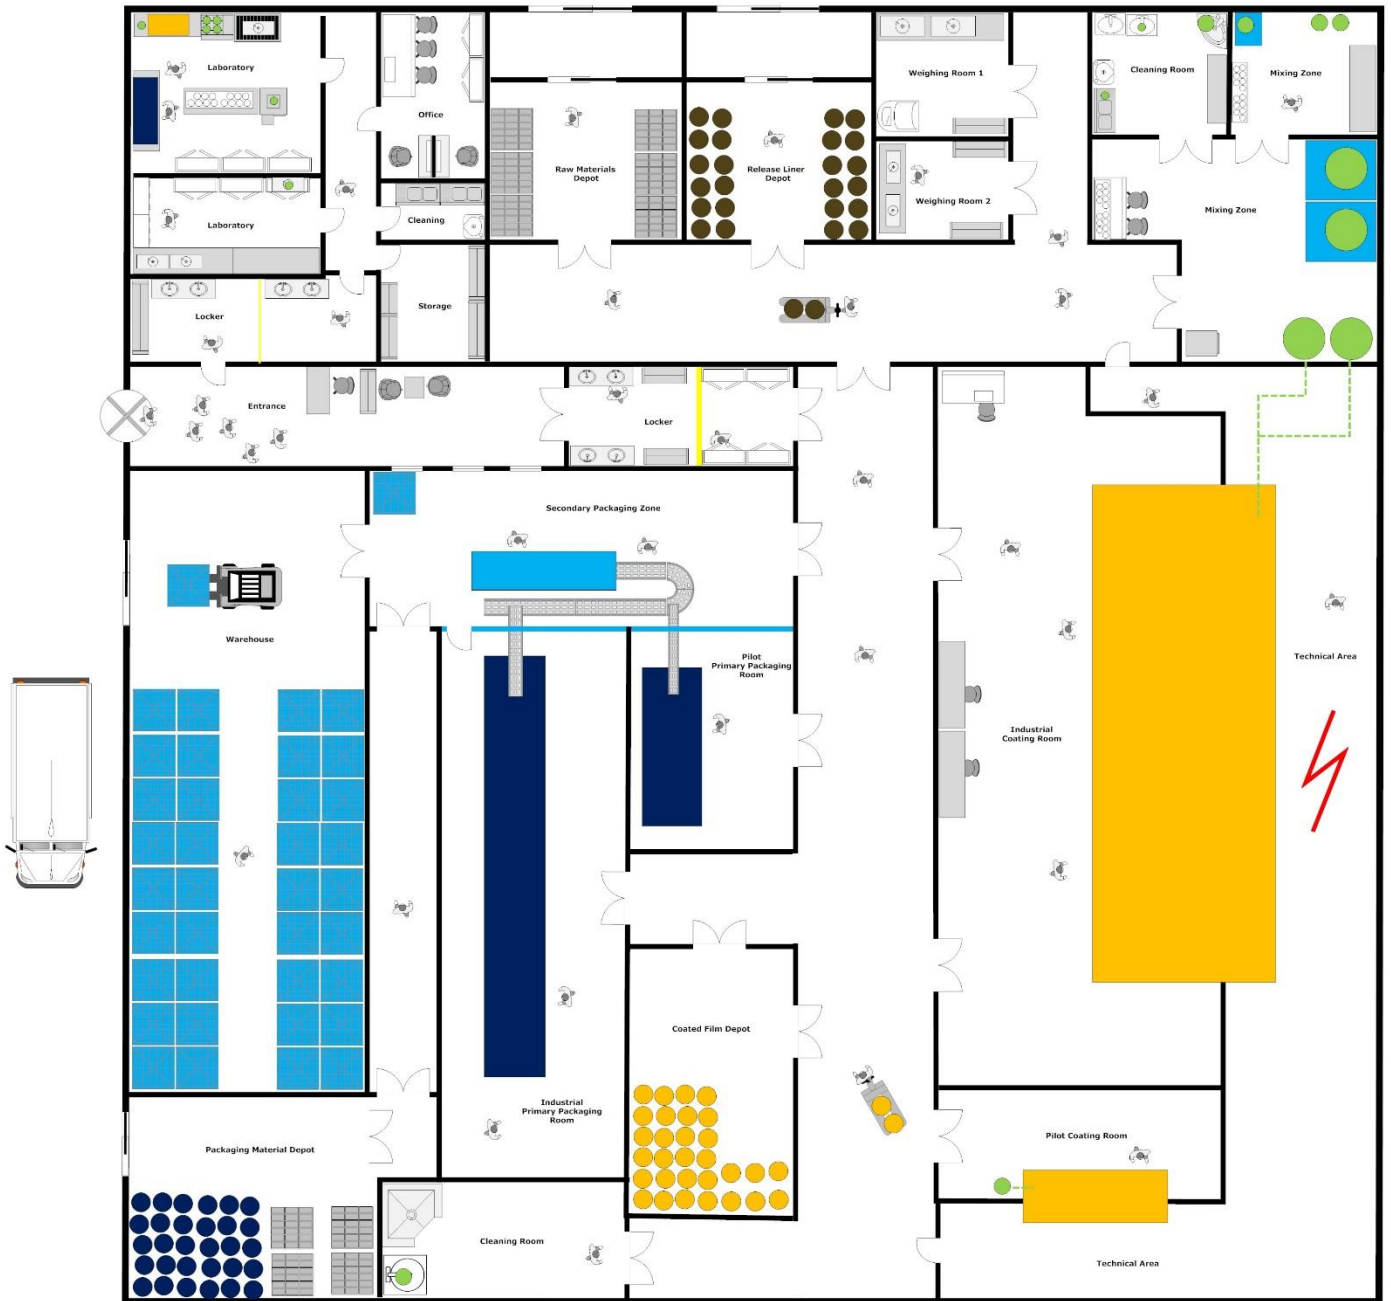 Laboratory
Office
Weighing Room 1
Cleaning Room
Mixing Zone
Raw Materials
Depot
Release Liner
Depot
Laboratory
Cleaning
Weighing Room 2
Mixing Zone
Locker
Storage
Entrance
Locker
Secondary Packaging Zone
Warehouse
Pilot
Primary Packaging
Room
Technical Area
Industrial
Coating Room
Coated Film Depot
Industrial
Primary Packaging
Room
Packaging Material Depot
Pilot Coating Room
Cleaning Room
Technical Area